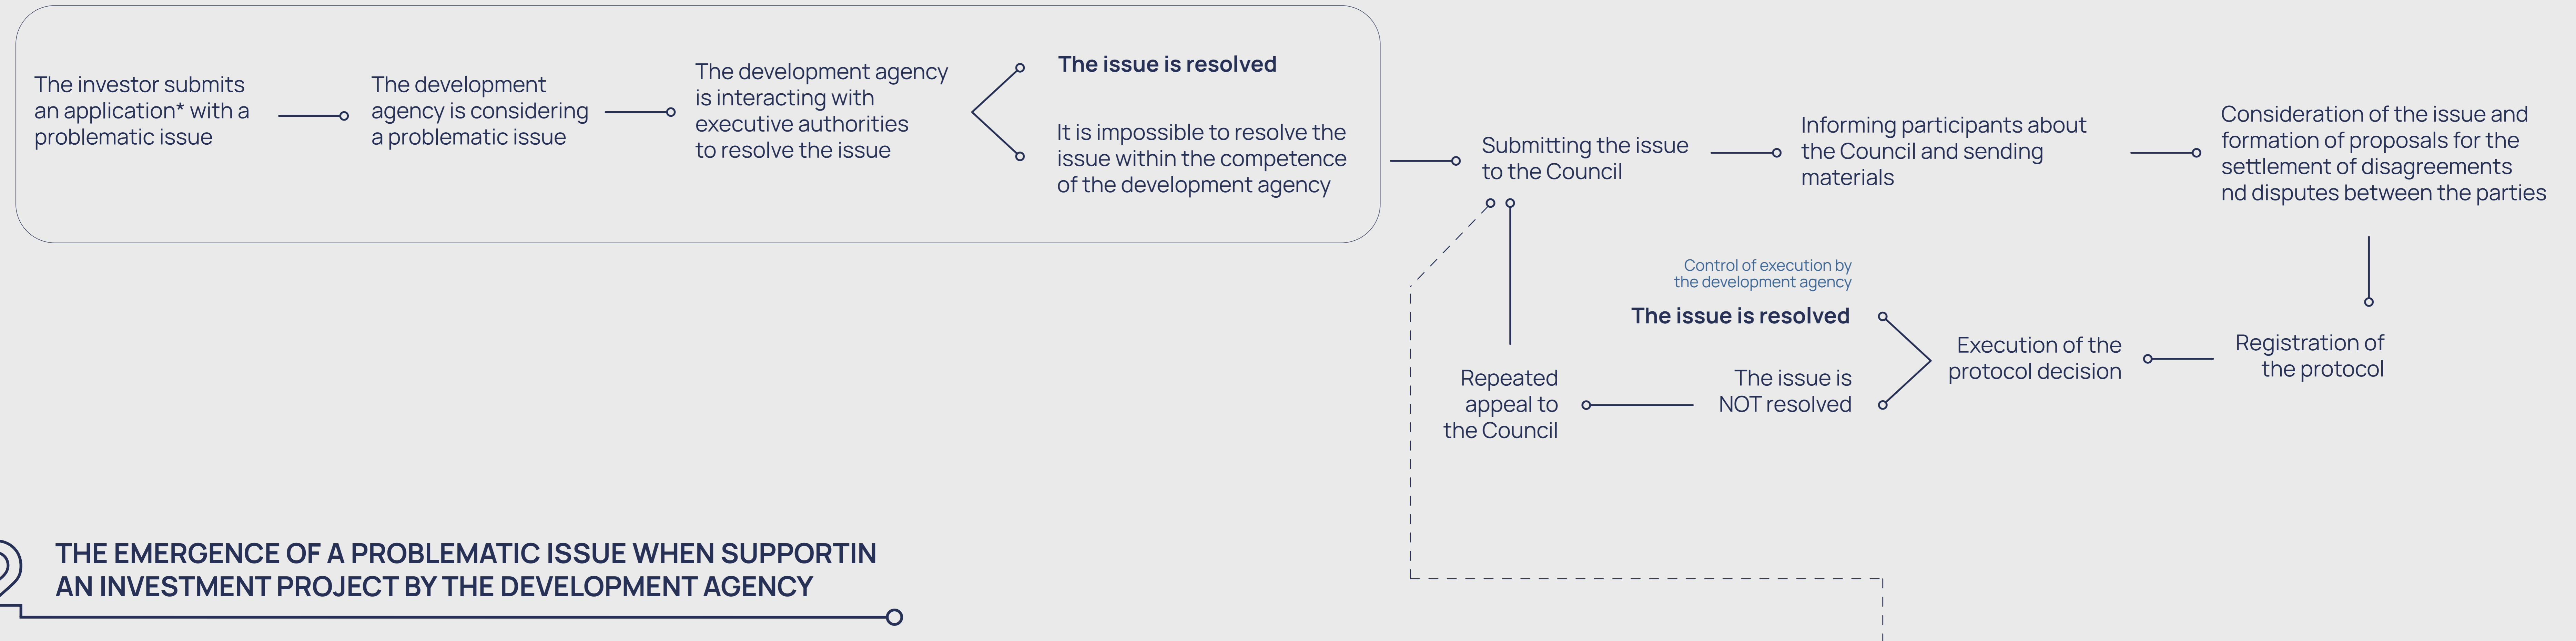 The investor submits
an application* with a
problematic issue
The development
agency is considering
a problematic issue
The development agency
is interacting with
executive authorities
to resolve the issue
The issue is resolved
It is impossible to resolve the
issue within the competence
of the development agency
Submitting the issue
to the Council
Informing participants about
the Council and sending
materials
Consideration of the issue and
formation of proposals for the
settlement of disagreements
nd disputes between the parties
Registration of
the protocol
Execution of the
protocol decision
Control of execution by
the development agency
The issue is resolved
The issue is
NOT resolved
Repeated
appeal to
the Council
2
THE EMERGENCE OF A PROBLEMATIC ISSUE WHEN SUPPORTIN
AN INVESTMENT PROJECT BY THE DEVELOPMENT AGENCY